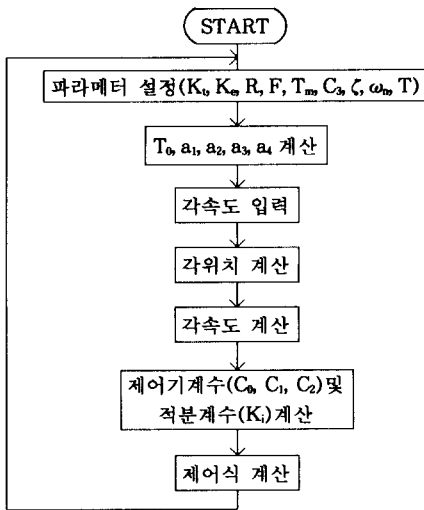 START
파라메터 설정(Kt, Ke, R, F, Tm, C3, ζ, ωn, T)
T0, a1, a2, a3, a4 계산
각속도 입력
각위치 계산
각속도 계산
제어기계수(C0, C1, C2)및
적분계수(Ki)계산
제어식 계산